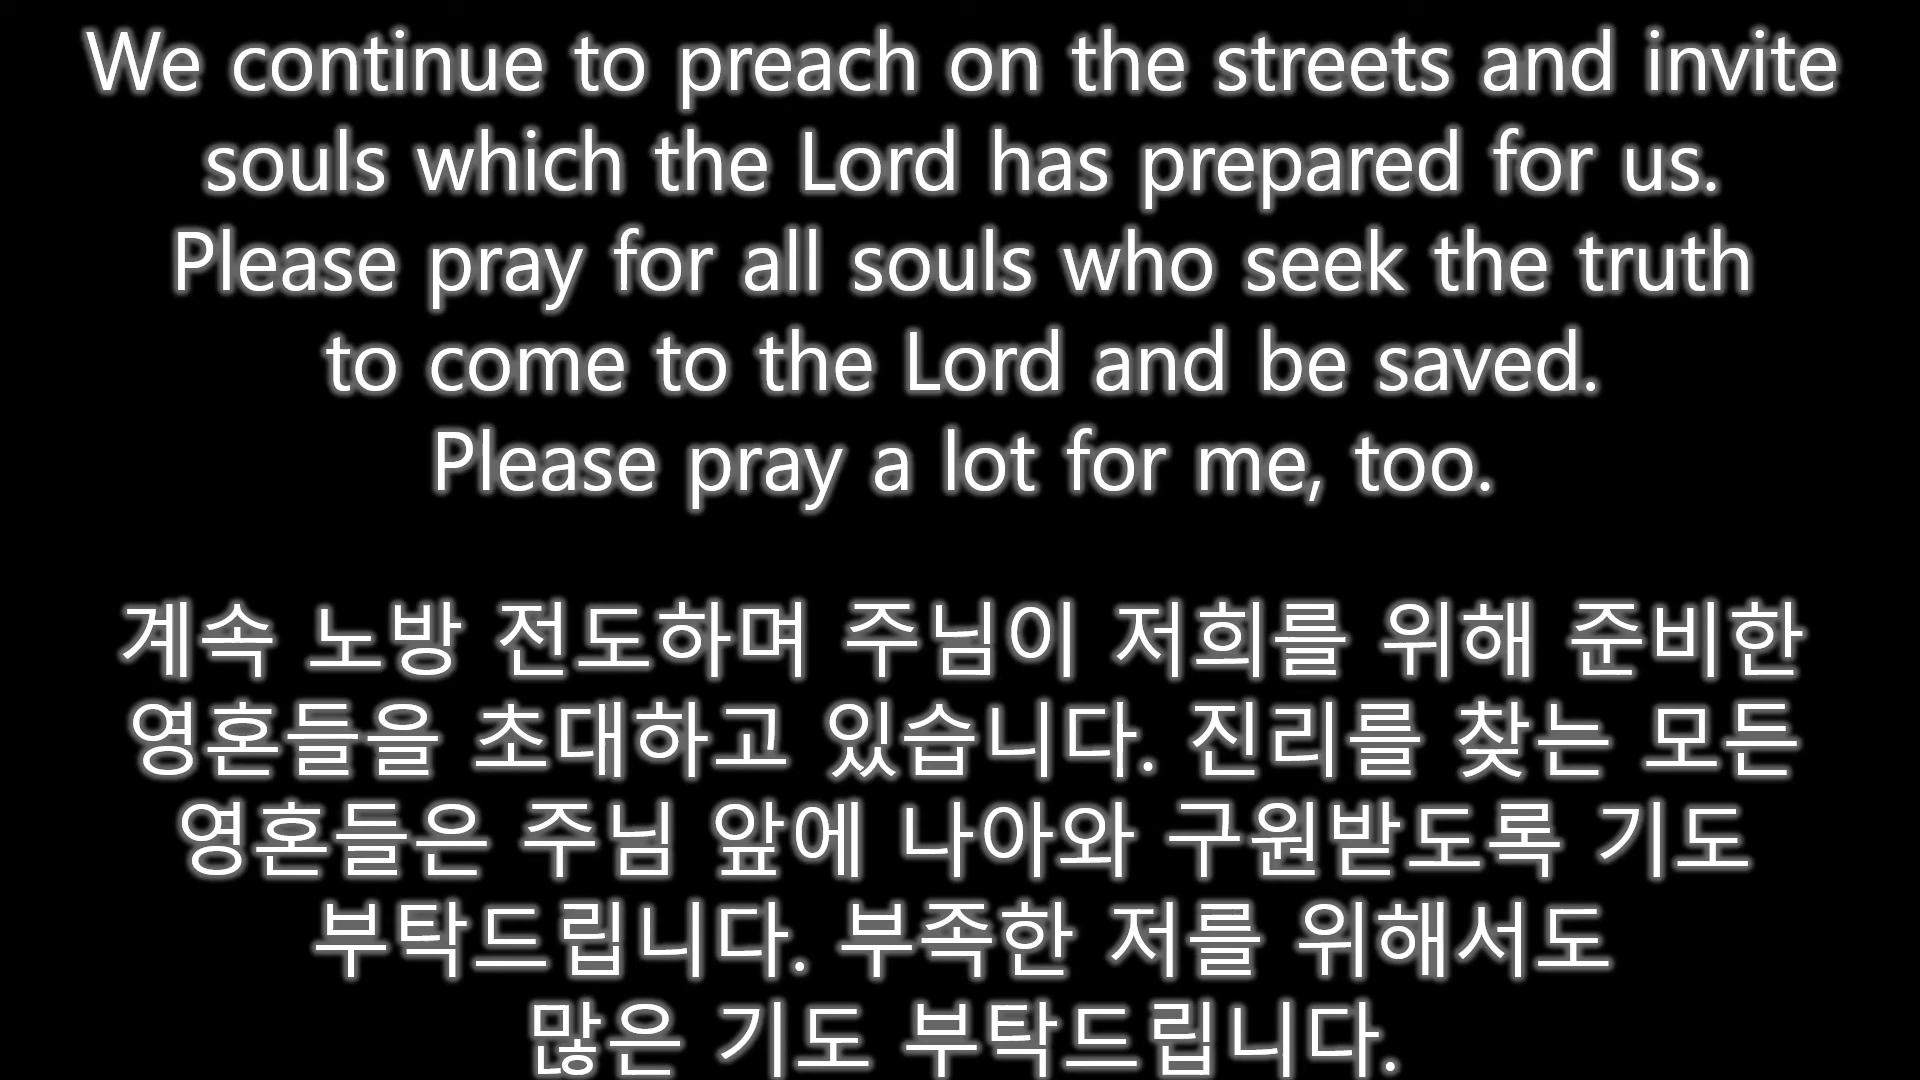 We continue to preach on the streets and invite
souls which the Lord has prepared for us.
Please pray for all souls who seek the truth
to come to the Lord and be saved.
Please pray a lot for me, too.
계속 노방 전도하며 주님이 저희를 위해 준비한
영혼들을 초대하고 있습니다. 진리를 찾는 모든
영혼들은 주님 앞에 나아와 구원받도록 기도
부탁드립니다. 부족한 저를 위해서도
많은 기도 부탁드립니다.